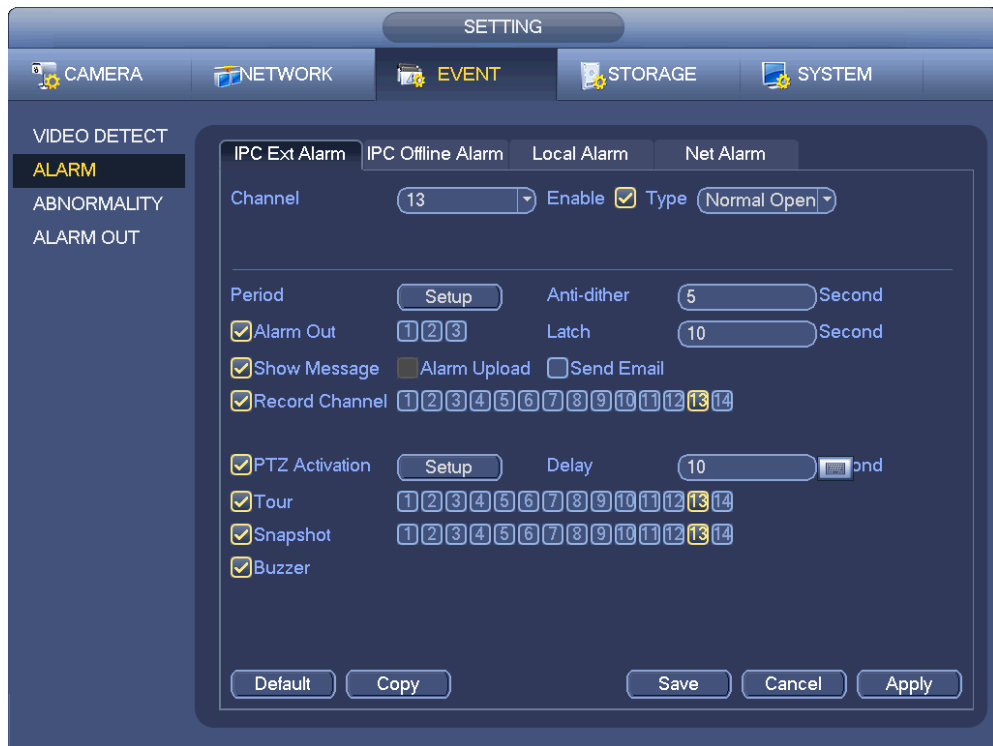 SETTING
CAMERA NETWORK EVENT STORAGE SYSTEM
VIDEO DETECT
ALARM
ABNORMALITY
ALARM OUT
IPC Ext Alarm IPC Offline Alarm Local Alarm Net Alarm
Channel 13 Enable Type Normal Open
Period Setup Anti-dither 5 Second
Alarm Out 1 2 3 Latch 10 Second
Show Message Alarm Upload Send Email
Record Channel 1 2 3 4 5 6 7 8 9 10 11 12 13 14
PTZ Activation Setup Delay 10 ond
Tour 1 2 3 4 5 6 7 8 9 10 11 12 13 14
Snapshot 1 2 3 4 5 6 7 8 9 10 11 12 13 14
Buzzer
Default Copy Save Cancel Apply